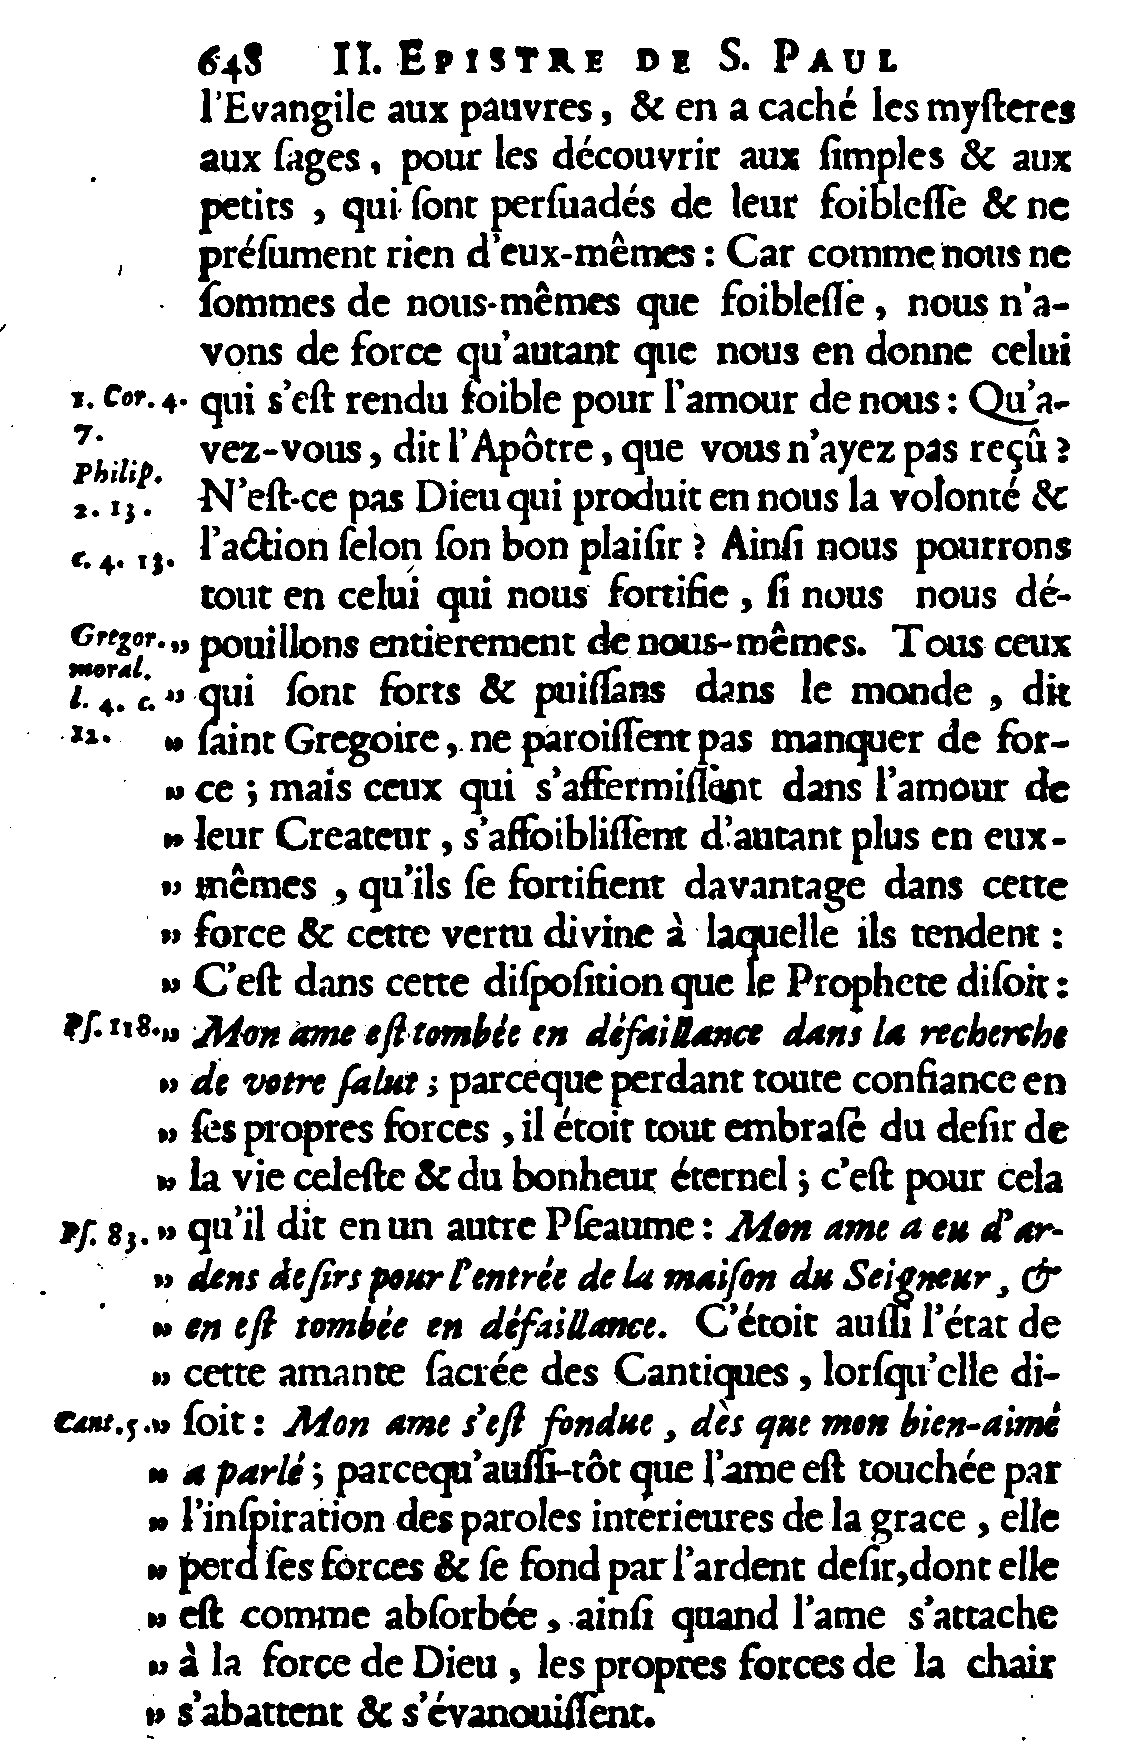 648 II. EPISTRE DE S. PAUL
l'Evangile aux pauvres, & en a caché les myſteres
aux ſages, pour les découvrir aux ſimples & aux
petits, qui ſont perſuadés de leur foibleſſe & ne
préſument rien d'eux-mêmes : Car comme nous ne
ſommes de nous-mêmes que foibleſſe, nous n'a-
vons de force qu'autant que nous en donne celui
1. Cor. 4. qui s'eſt rendu foible pour l'amour de nous : Qu'a-
7. vez-vous, dit l'Apôtre, que vous n'ayez pas reçû ?
Philip.
2. 13. N'eſt-ce pas Dieu qui produit en nous la volonté &
c. 4. 13. l'action ſelon ſon bon plaiſir ? Ainſi nous pourrons
tout en celui qui nous fortifie, ſi nous nous dé-
Gregor. „ pouillons entierement de nous-mêmes. Tous ceux
moral.
l. 4. c. „ qui ſont forts & puiſſans dans le monde, dit
12. „ ſaint Gregoire, ne paroiſſent pas manquer de for-
„ ce ; mais ceux qui s'affermiſſant dans l'amour de
„ leur Createur, s'affoibliſſent d'autant plus en eux-
„ mêmes, qu'ils ſe fortifient davantage dans cette
„ force & cette vertu divine à laquelle ils tendent :
„ C'eſt dans cette diſpoſition que le Prophete diſoit :
Pſ. 118. „ Mon ame eſt tombée en défaillance dans la recherche
„ de votre ſalut ; parceque perdant toute confiance en
„ ſes propres forces, il étoit tout embraſé du deſir de
„ la vie celeſte & du bonheur éternel ; c'eſt pour cela
Pſ. 83. „ qu'il dit en un autre Pſeaume : Mon ame a eu d'ar-
„ dens deſirs pour l'entrée de la maiſon du Seigneur, &
„ en eſt tombée en défaillance. C'étoit auſſi l'état de
„ cette amante ſacrée des Cantiques, lorſqu'elle di-
Cant. 5. „ ſoit : Mon ame s'eſt fondue, dès que mon bien-aimé
„ a parlé ; parcequ'auſſi-tôt que l'ame eſt touchée par
„ l'inſpiration des paroles intérieures de la grace, elle
„ perd ſes forces & ſe fond par l'ardent deſir, dont elle
„ eſt comme abſorbée, ainſi quand l'ame s'attache
„ à la force de Dieu, les propres forces de la chair
„ s'abattent & s'évanouiſſent.